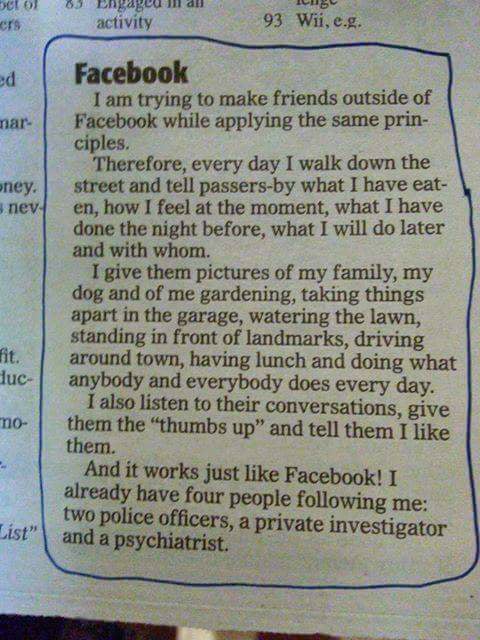 83 Engaged in an
activity
93 Wii, e.g.
ers
ed
mar-
oney.
nev-
fit.
duc-
mo-
List"
Facebook
I am trying to make friends outside of
Facebook while applying the same prin-
ciples.
Therefore, every day I walk down the
street and tell passers-by what I have eat-
en, how I feel at the moment, what I have
done the night before, what I will do later
and with whom.
I give them pictures of my family, my
dog and of me gardening, taking things
apart in the garage, watering the lawn,
standing in front of landmarks, driving
around town, having lunch and doing what
anybody and everybody does every day.
I also listen to their conversations, give
them the “thumbs up” and tell them I like
them.
And it works just like Facebook! I
already have four people following me:
two police officers, a private investigator
and a psychiatrist.